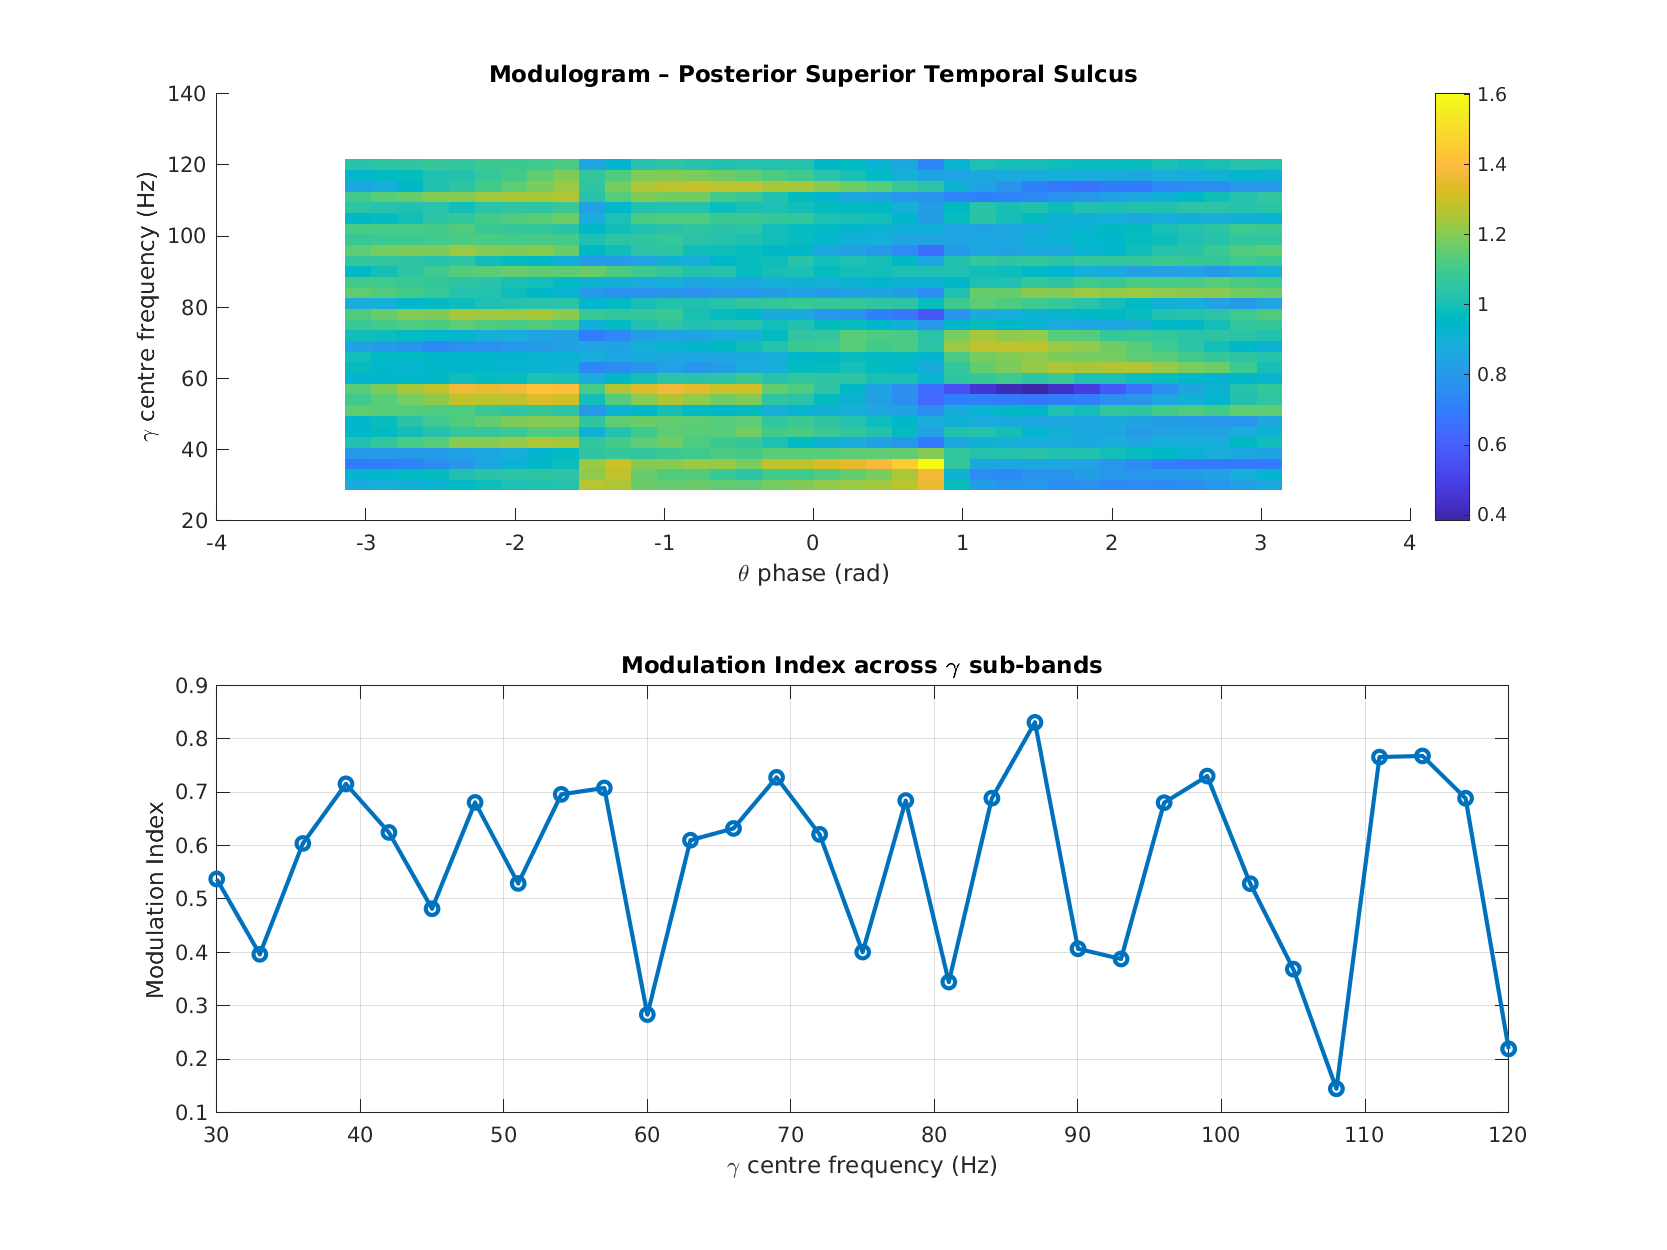 Modulogram – Posterior Superior Temporal Sulcus
140
120
100
80
60
40
20
γ centre frequency (Hz)
-4 -3 -2 -1 0 1 2 3 4
θ phase (rad)
1.6
1.4
1.2
1
0.8
0.6
0.4
Modulation Index across γ sub-bands
0.9
0.8
0.7
0.6
0.5
0.4
0.3
0.2
0.1
Modulation Index
30 40 50 60 70 80 90 100 110 120
γ centre frequency (Hz)